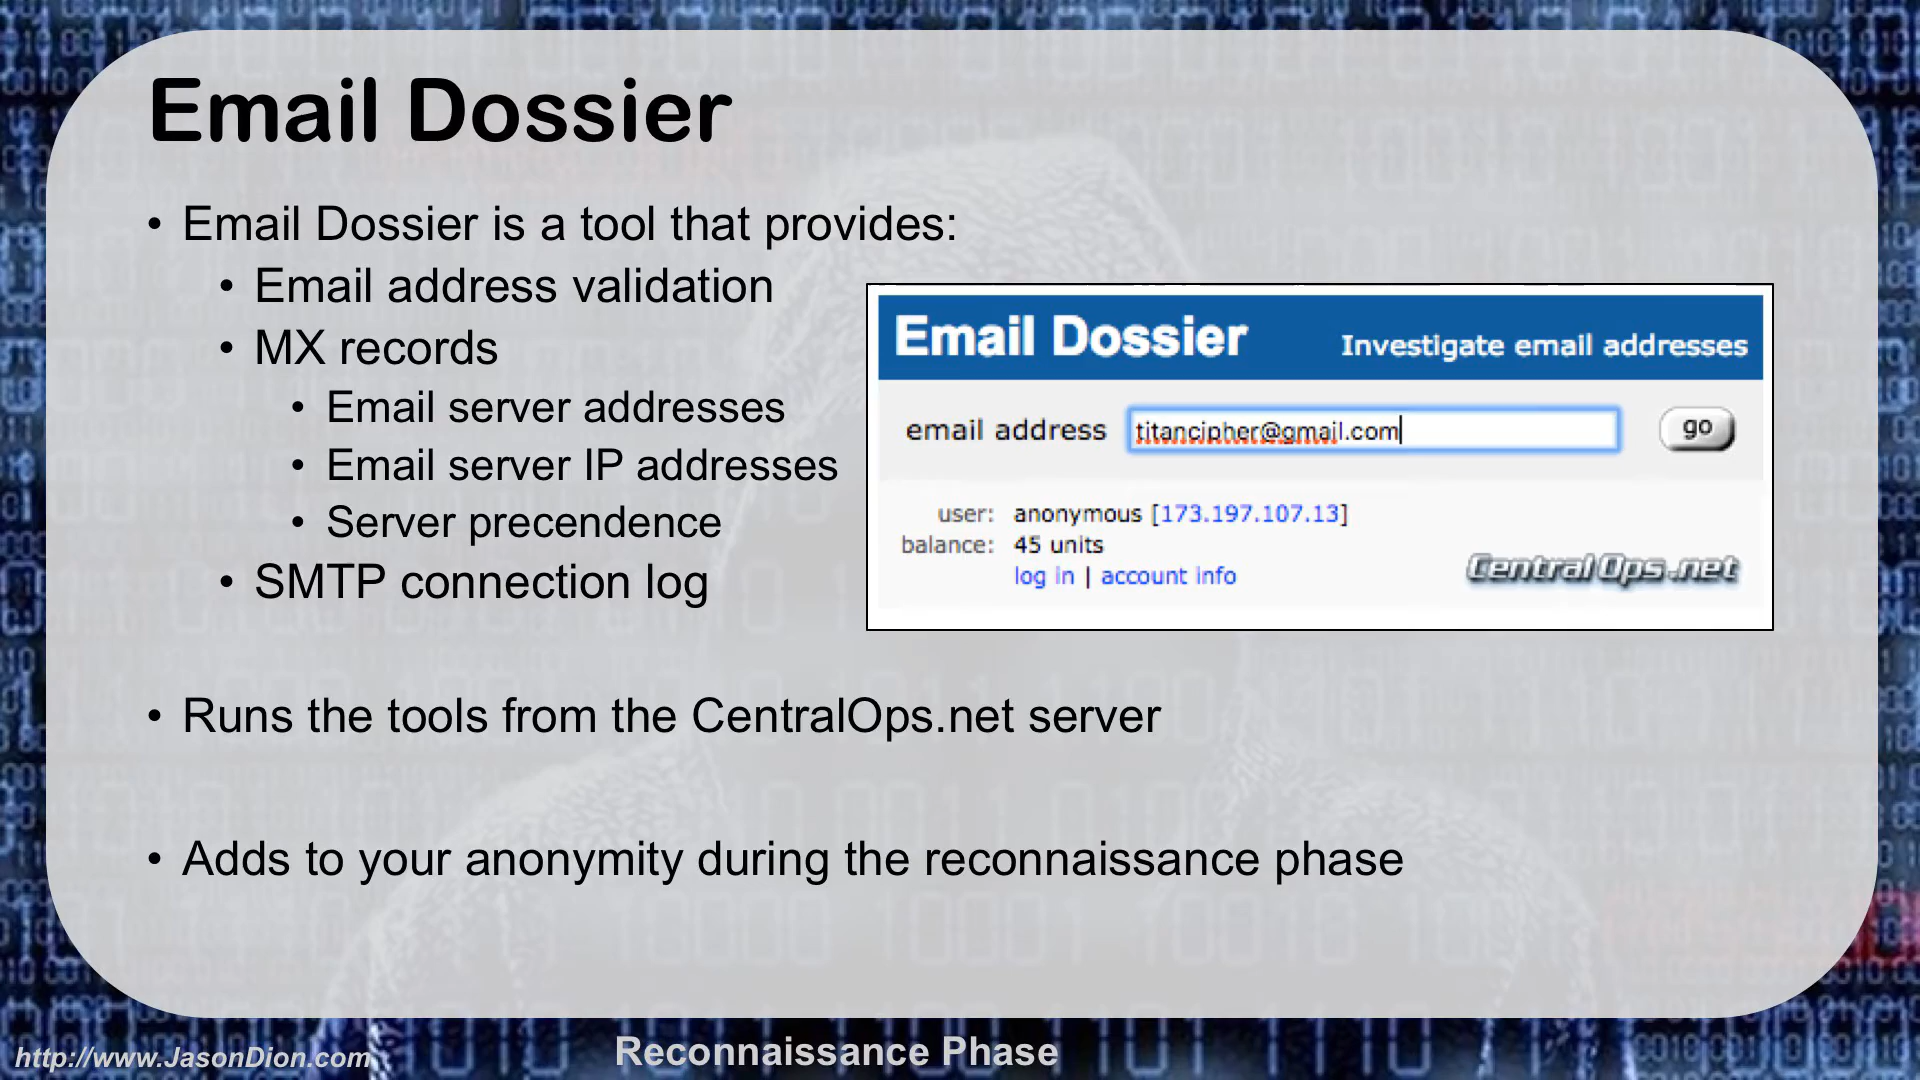 Email Dossier
• Email Dossier is a tool that provides:
• Email address validation
• MX records
• Email server addresses
• Email server IP addresses
• Server precendence
• SMTP connection log
Email Dossier
Investigate email addresses
email address titancipher@gmail.com go
user: anonymous [173.197.107.13]
balance: 45 units
log in | account info
CentralOps.net
• Runs the tools from the CentralOps.net server
• Adds to your anonymity during the reconnaissance phase
http://www.JasonDion.com
Reconnaissance Phase